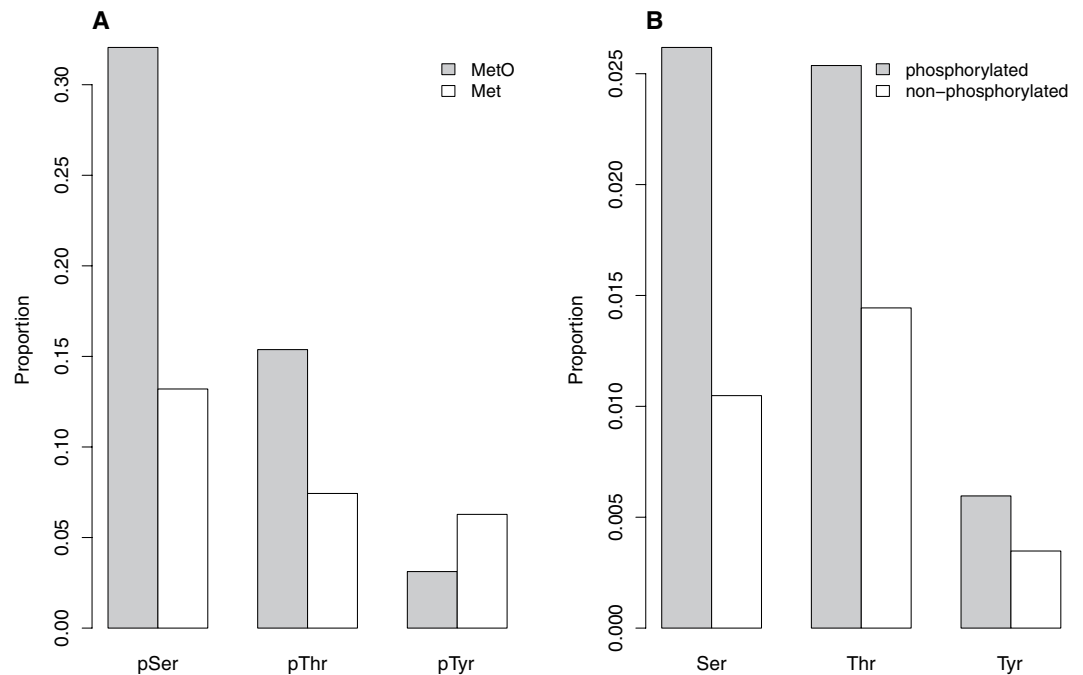 A
MetO
Met
Proportion
0.30
0.25
0.20
0.15
0.10
0.05
0.00
pSer pThr pTyr
B
phosphorylated
non−phosphorylated
Proportion
0.025
0.020
0.015
0.010
0.005
0.000
Ser Thr Tyr